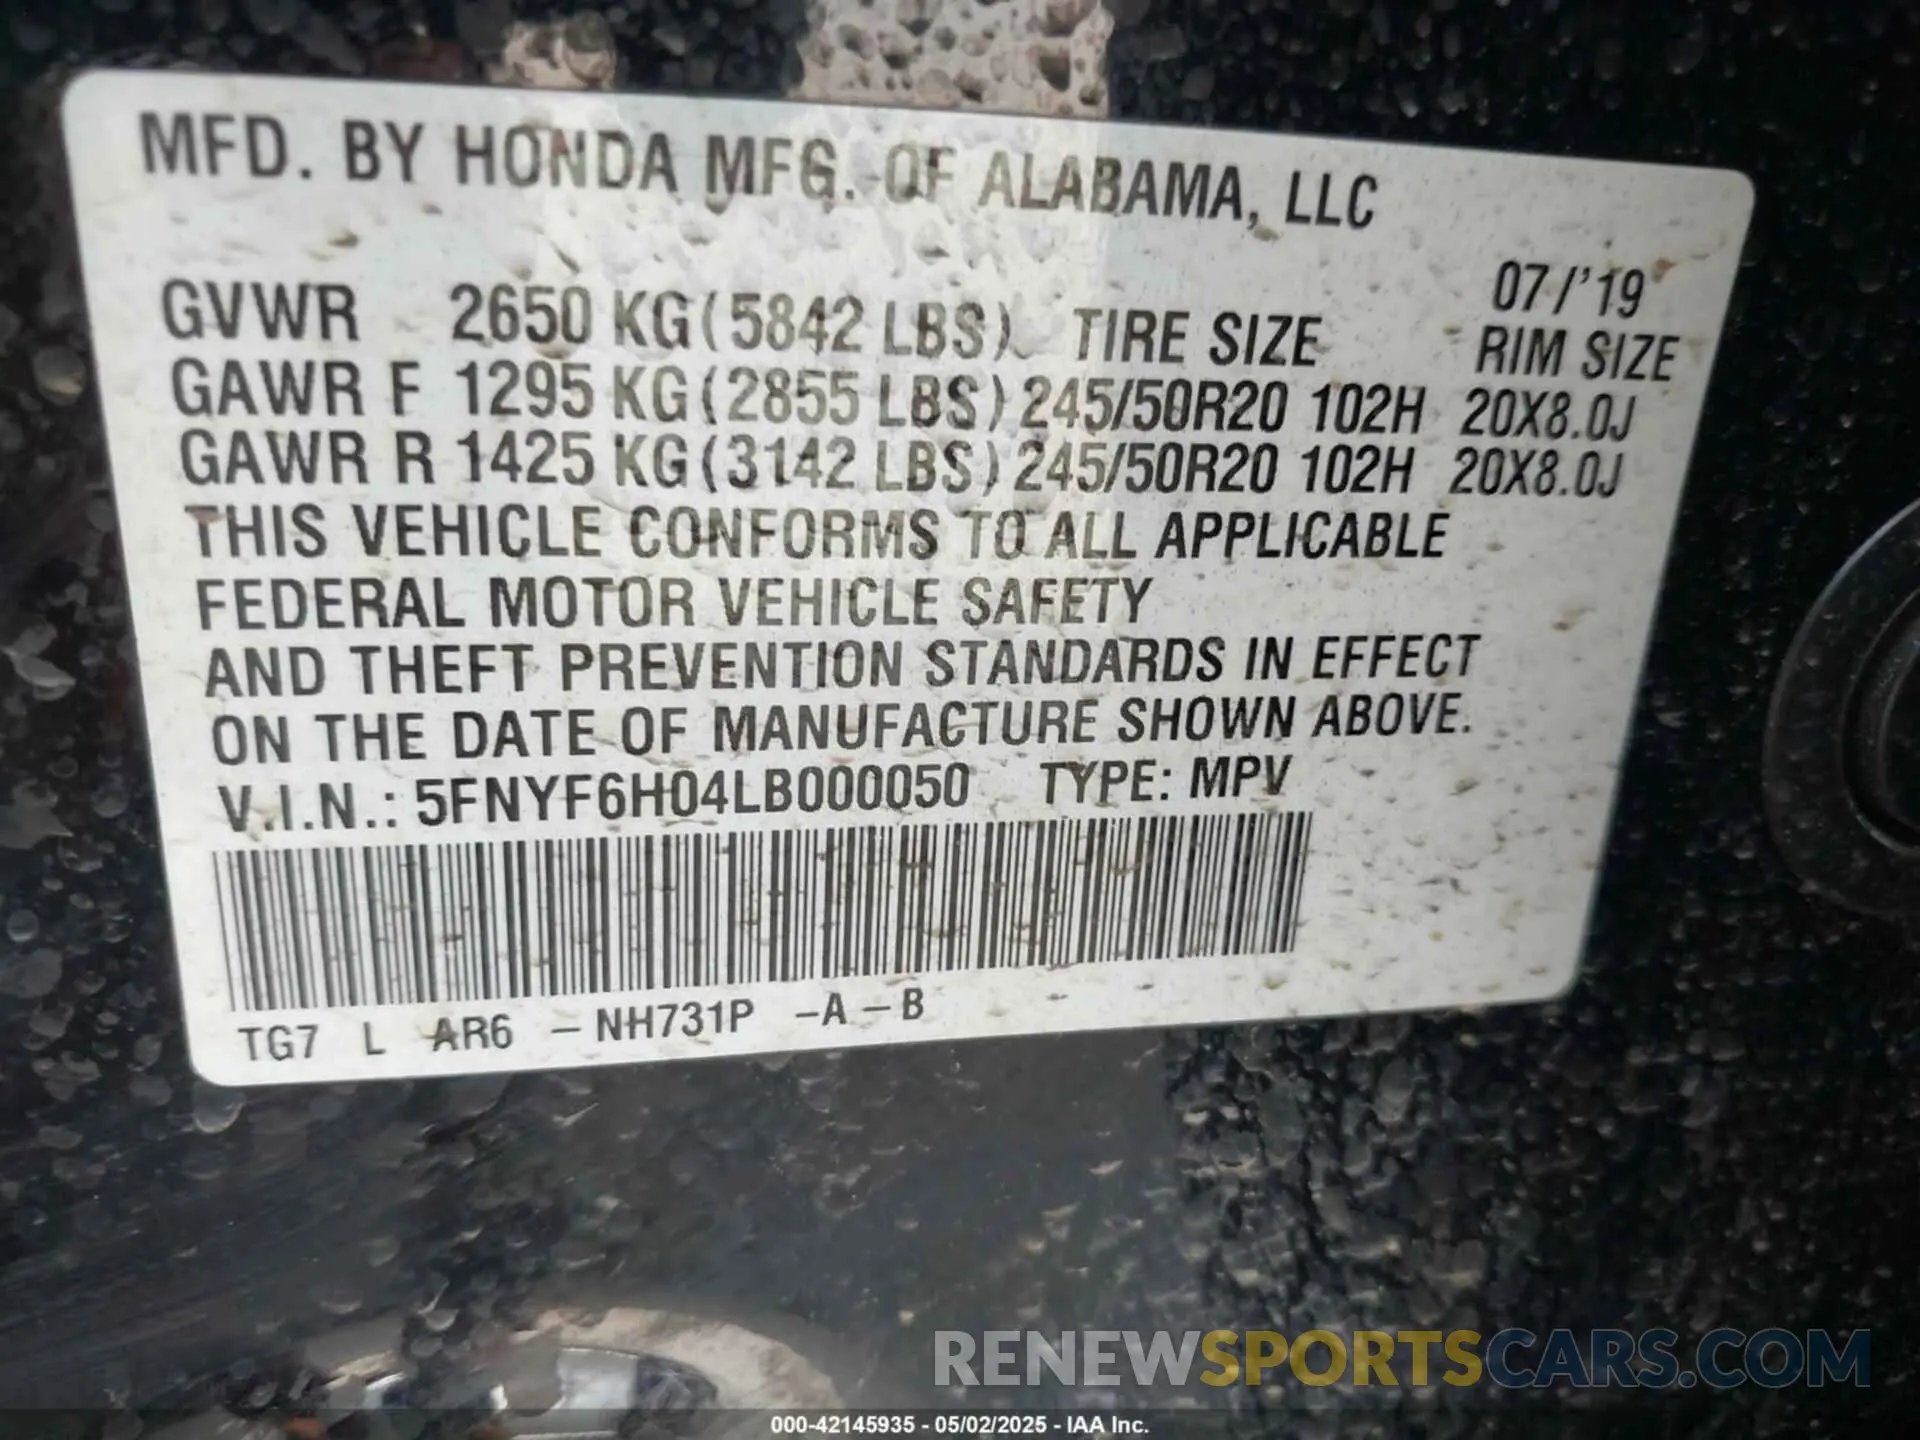 MFD. BY HONDA MFG. OF ALABAMA, LLC
07/'19
GVWR 2650 KG(5842 LBS) TIRE SIZE RIM SIZE
GAWR F 1295 KG(2855 LBS) 245/50R20 102H 20X8.0J
GAWR R 1425 KG(3142 LBS) 245/50R20 102H 20X8.0J
THIS VEHICLE CONFORMS TO ALL APPLICABLE
FEDERAL MOTOR VEHICLE SAFETY
AND THEFT PREVENTION STANDARDS IN EFFECT
ON THE DATE OF MANUFACTURE SHOWN ABOVE.
V.I.N.: 5FNYF6H04LB000050 TYPE: MPV
TG7 L AR6 -NH731P -A-B
RENEWSPORTSCARS.COM
000-42145935 - 05/02/2025 - IAA Inc.